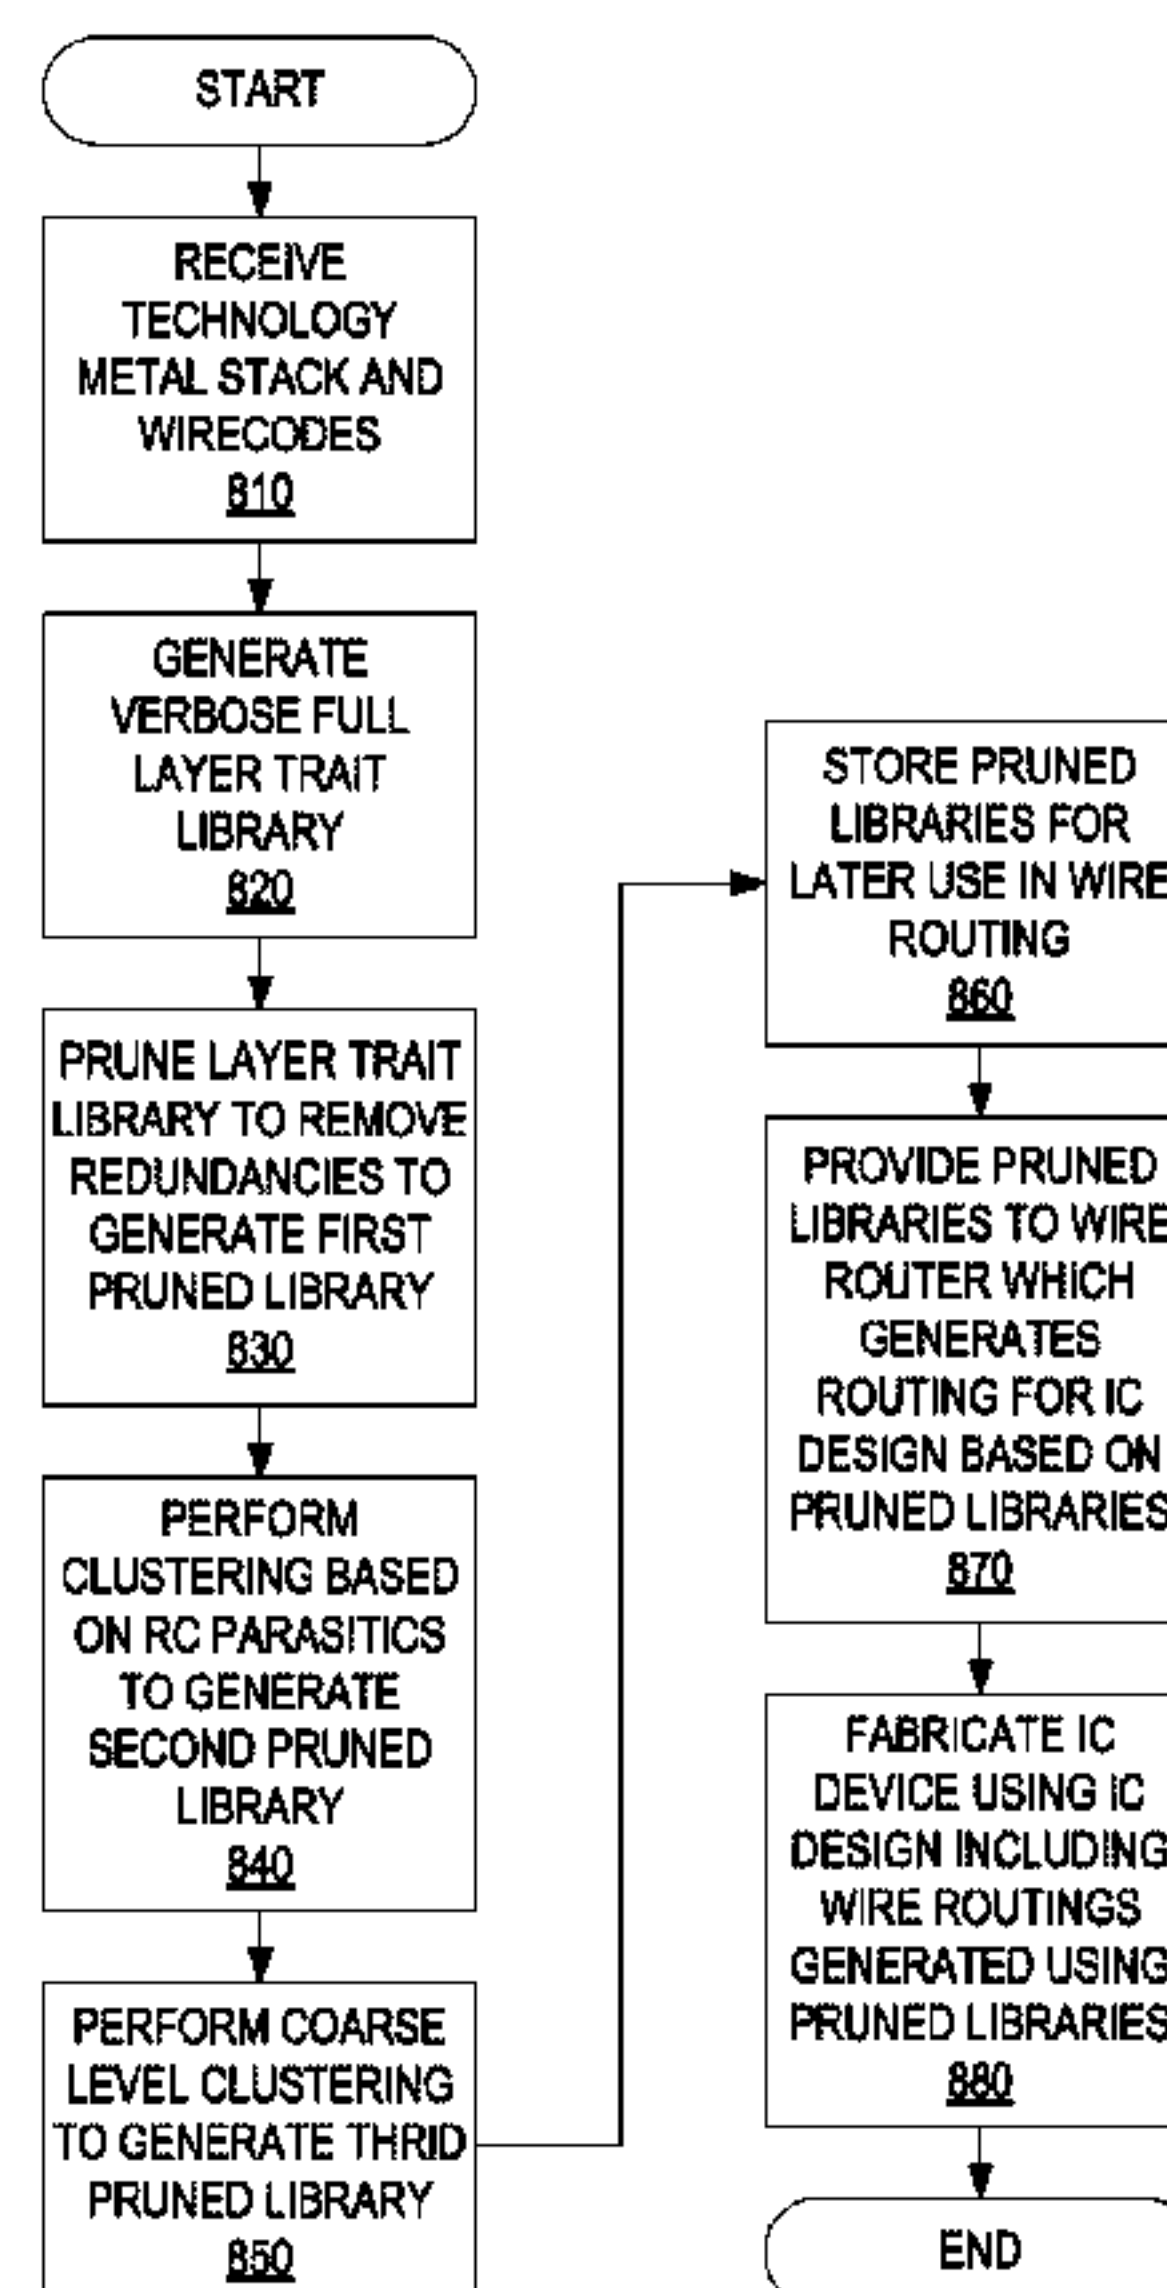 START
RECEIVE
TECHNOLOGY
METAL STACK AND
WIRECODES
810
GENERATE
VERBOSE FULL
LAYER TRAIT
LIBRARY
820
PRUNE LAYER TRAIT
LIBRARY TO REMOVE
REDUNDANCIES TO
GENERATE FIRST
PRUNED LIBRARY
830
PERFORM
CLUSTERING BASED
ON RC PARASITICS
TO GENERATE
SECOND PRUNED
LIBRARY
840
PERFORM COARSE
LEVEL CLUSTERING
TO GENERATE THRID
PRUNED LIBRARY
850
STORE PRUNED
LIBRARIES FOR
LATER USE IN WIRE
ROUTING
860
PROVIDE PRUNED
LIBRARIES TO WIRE
ROUTER WHICH
GENERATES
ROUTING FOR IC
DESIGN BASED ON
PRUNED LIBRARIES
870
FABRICATE IC
DEVICE USING IC
DESIGN INCLUDING
WIRE ROUTINGS
GENERATED USING
PRUNED LIBRARIES
880
END